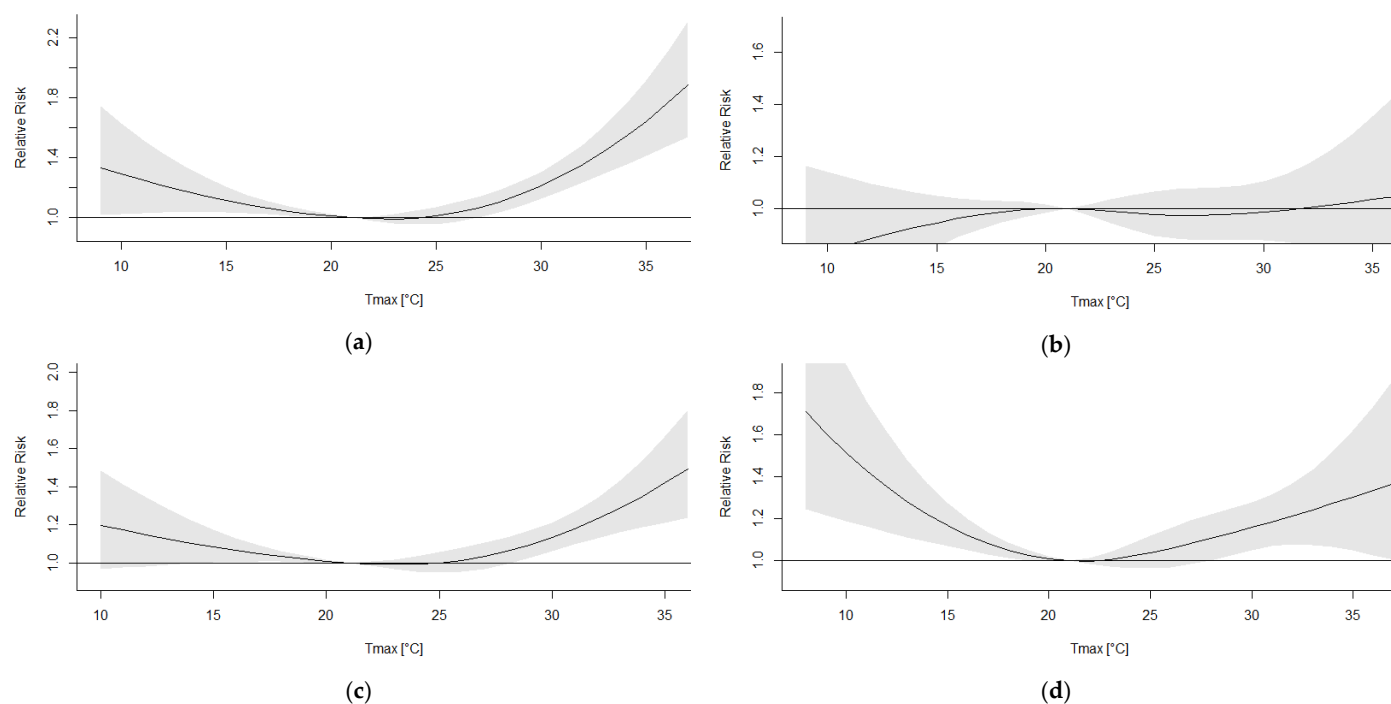 Relative Risk
1.0 1.4 1.8 2.2
10 15 20 25 30 35
Tmax [°C]
(a)
Relative Risk
1.0 1.2 1.4 1.6
10 15 20 25 30 35
Tmax [°C]
(b)
Relative Risk
1.0 1.2 1.4 1.6 1.8 2.0
10 15 20 25 30 35
Tmax [°C]
(c)
Relative Risk
1.0 1.2 1.4 1.6 1.8
10 15 20 25 30 35
Tmax [°C]
(d)